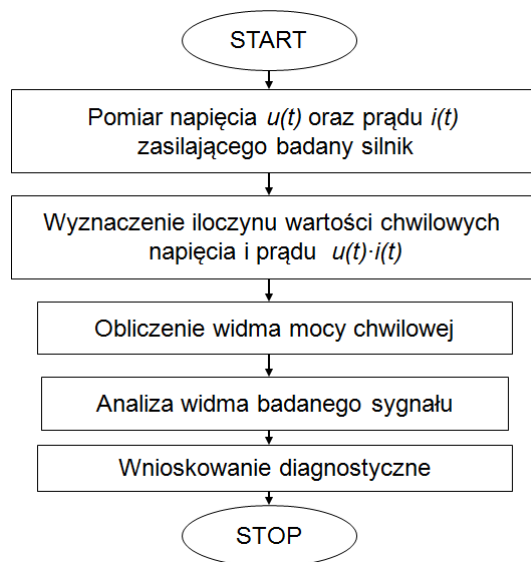 START
Pomiar napięcia u(t) oraz prądu i(t)
zasilającego badany silnik
Wyznaczenie iloczynu wartości chwilowych
napięcia i prądu u(t)·i(t)
Obliczenie widma mocy chwilowej
Analiza widma badanego sygnału
Wnioskowanie diagnostyczne
STOP